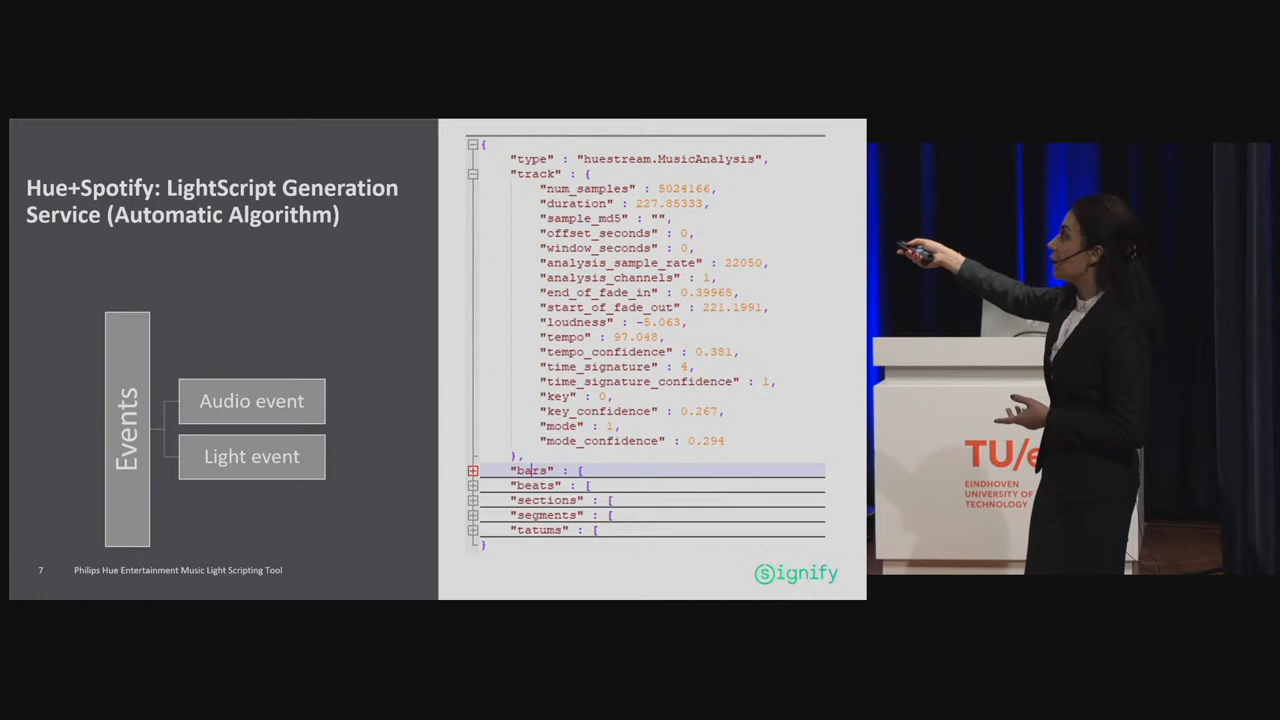 Hue+Spotify: LightScript Generation
Service (Automatic Algorithm)
Events
Audio event
Light event
7 Philips Hue Entertainment Music Light Scripting Tool
{
"type" : "huestream.MusicAnalysis",
"track" : {
"num_samples" : 5024166,
"duration" : 227.85333,
"sample_md5" : "",
"offset_seconds" : 0,
"window_seconds" : 0,
"analysis_sample_rate" : 22050,
"analysis_channels" : 1,
"end_of_fade_in" : 0.39968,
"start_of_fade_out" : 221.1991,
"loudness" : -5.063,
"tempo" : 97.048,
"tempo_confidence" : 0.381,
"time_signature" : 4,
"time_signature_confidence" : 1,
"key" : 0,
"key_confidence" : 0.267,
"mode" : 1,
"mode_confidence" : 0.294
},
"bars" : [
"beats" : [
"sections" : [
"segments" : [
"tatums" : [
}
signify
TU/e
EINDHOVEN
UNIVERSITY OF
TECHNOLOGY